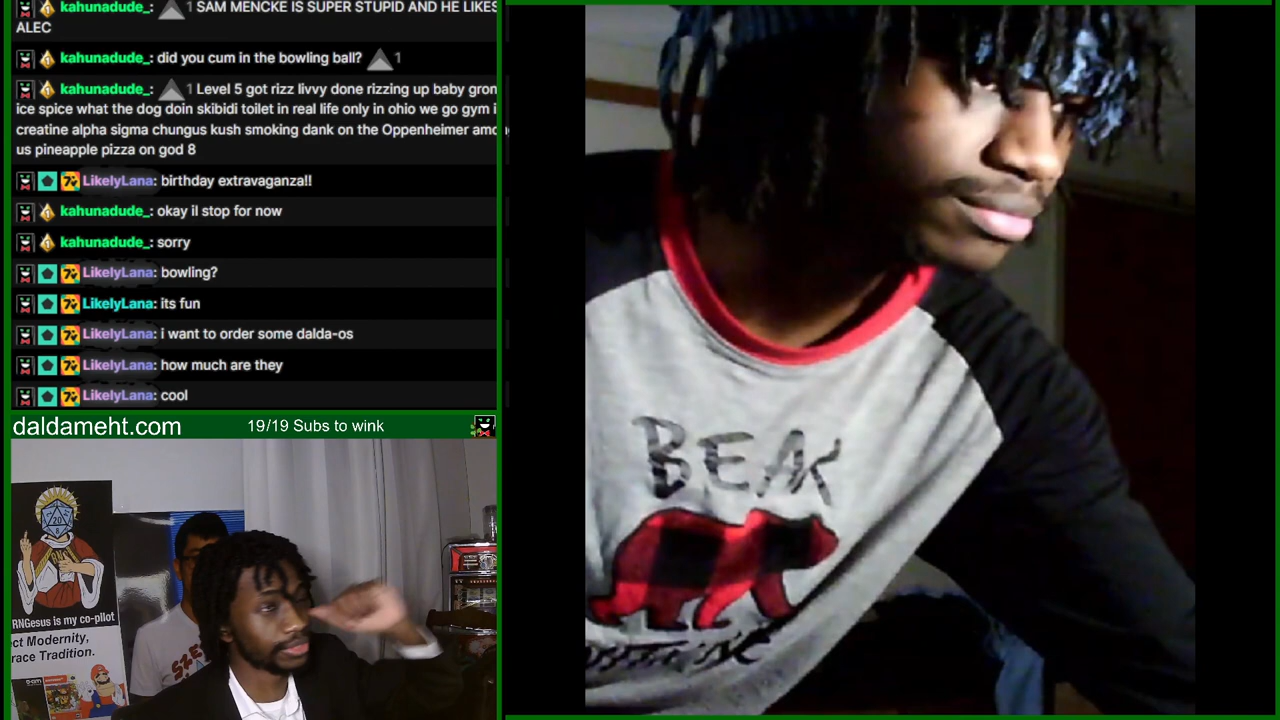 kahunadude_: 1 SAM MENCKE IS SUPER STUPID AND HE LIKES
ALEC
kahunadude_: did you cum in the bowling ball? 1
kahunadude_: 1 Level 5 got rizz livvy done rizzing up baby gron
ice spice what the dog doin skibidi toilet in real life only in ohio we go gym i
creatine alpha sigma chungus kush smoking dank on the Oppenheimer amo
us pineapple pizza on god 8
LikelyLana: birthday extravaganza!!
kahunadude_: okay il stop for now
kahunadude_: sorry
LikelyLana: bowling?
LikelyLana: its fun
LikelyLana: i want to order some dalda-os
LikelyLana: how much are they
LikelyLana: cool
daldameht.com
19/19 Subs to wink
RNGesus is my co-pilot
ct Modernity,
race Tradition.
BEA